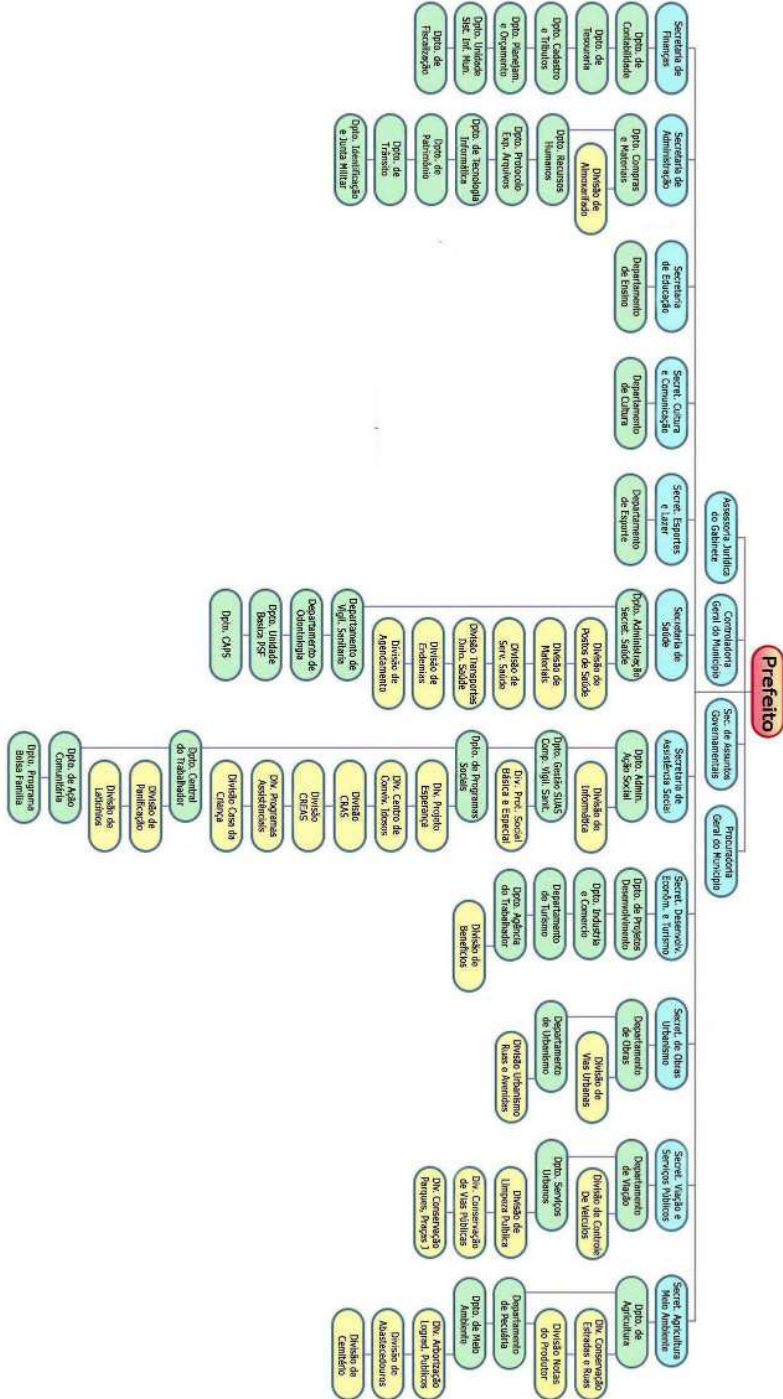 Prefeito
Assessoria Jurídica
do Gabinete
Controladoria
Geral do Município
Sec. de Assuntos
Governamentais
Procuradoria
Geral do Município
Secretaria de
Finanças
Dpto. de
Contabilidade
Dpto. de
Tesouraria
Dpto. Cadastro
e Tributos
Dpto. Planejam.
e Orçamento
Dpto. Unidade
Sist. Inf. Mun.
Dpto. de
Fiscalização
Secretaria de
Administração
Dpto. Compras
e Materiais
Divisão de
Almoxarifado
Dpto. Recursos
Humanos
Dpto. Protocolo
Exp. Arquivos
Dpto. de Tecnologia
Informática
Dpto. de
Patrimônio
Dpto. de
Trânsito
Dpto. Identificação
e Junta Militar
Secretaria
de Educação
Departamento
de Ensino
Secret. Cultura
e Comunicação
Departamento
de Cultura
Secret. Esportes
e Lazer
Departamento
de Esporte
Secretaria de
Saúde
Dpto. Administração
Secret. Saúde
Divisão de
Postos de Saúde
Divisão de
Materiais
Divisão de
Serv. Saúde
Divisão Transportes
Saúde
Divisão de
Endemias
Divisão de
Agendamento
Departamento de
Vigil. Sanitaria
Departamento de
Odontologia
Dpto. Unidade
Basica PSF
Dpto. CAPS
Secretaria de
Assistência Social
Dpto. Admin.
Ação Social
Divisão de
Informática
Dpto. Gestão SUAS
Comp. Vigil. Sanit.
Div. Prot. Social
Básica e Especial
Dpto. de Programas
Sociais
Div. Projeto
Esperança
Div. Centro de
Conviv. Idosos
Divisão
CRAS
Divisão
CREAS
Div. Programas
Assistenciais
Divisão Casa da
Criança
Dpto. Central
do Trabalhador
Divisão de
Panificação
Divisão de
Laticínios
Dpto. de Ação
Comunitária
Dpto. Programa
Bolsa Familia
Secret. Desenvolv.
Econôm. e Turismo
Dpto. de Projetos
Desenvolvimento
Dpto. Industria
e Comercio
Departamento
do Turismo
Dpto. Agência
do Trabalhador
Divisão de
Benefícios
Secret. de Obras
Urbanismo
Departamento
de Obras
Divisão de
Vias Urbanas
Departamento
de Urbanismo
Divisão Urbanismo
Ruas e Avenidas
Secret. Viação e
Serviços Públicos
Departamento
de Viação
Divisão de Controle
De Veículos
Dpto. Serviços
Urbanos
Divisão de
Limpeza Pulblica
Div. Conservação
de Vias Públicas
Div. Conservação
Parques, Praças J
Secret. Agricultura
Meio Ambiente
Dpto. de
Agricultura
Div. Conservação
Estradas e Ruas
Divisão Notas
do Produtor
Departamento
de Pecuária
Dpto. de Meio
Ambiente
Div. Arborização
Lograd. Publicos
Divisão de
Abastecedouros
Divisão de
Cemitério